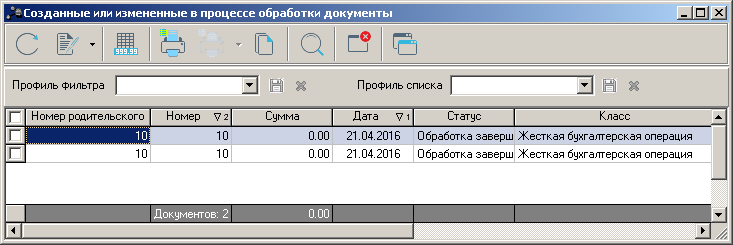 Созданные или измененные в процессе обработки документы
999.99
Профиль фильтра Профиль списка
Номер родительского Номер 2 Сумма Дата 1 Статус Класс
10 10 0.00 21.04.2016 Обработка заверш Жесткая бухгалтерская операция
10 10 0.00 21.04.2016 Обработка заверш Жесткая бухгалтерская операция
Документов: 2 0.00